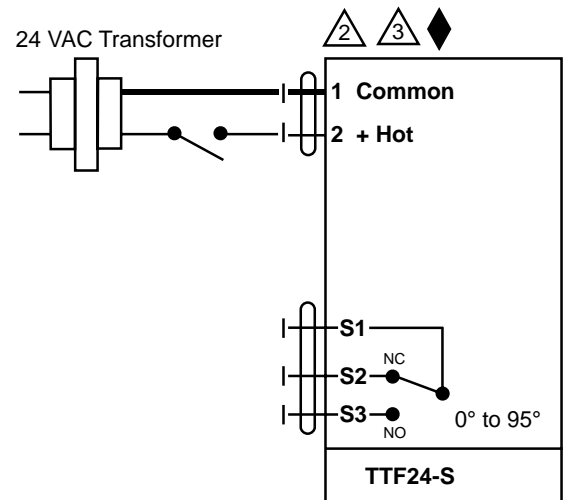 24 VAC Transformer
2 3
1 Common
2 + Hot
S1
NC
S2
S3
NO
0° to 95°
TTF24-S